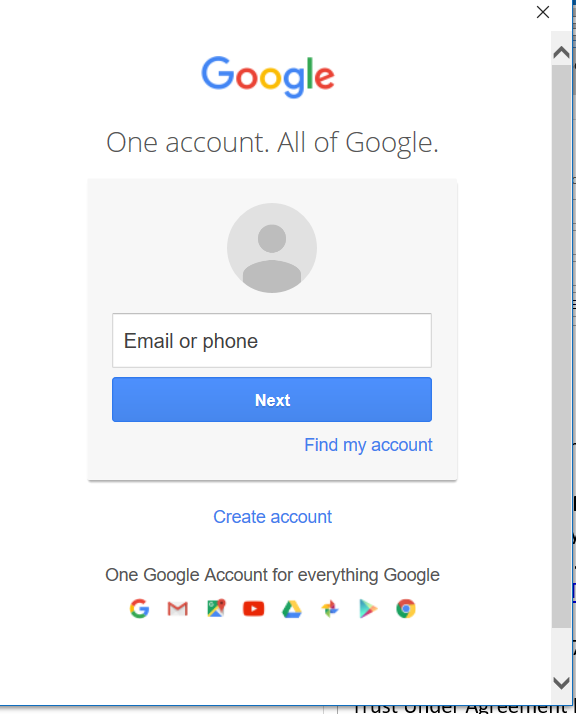 Google
One account. All of Google.
Email or phone
Next
Find my account
Create account
One Google Account for everything Google
Trust Under Agreement